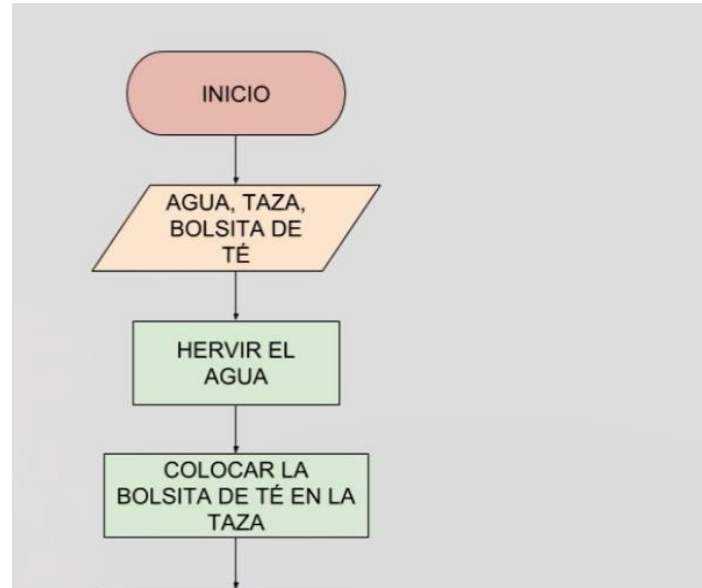 INICIO
AGUA, TAZA,
BOLSITA DE
TÉ
HERVIR EL
AGUA
COLOCAR LA
BOLSITA DE TÉ EN LA
TAZA